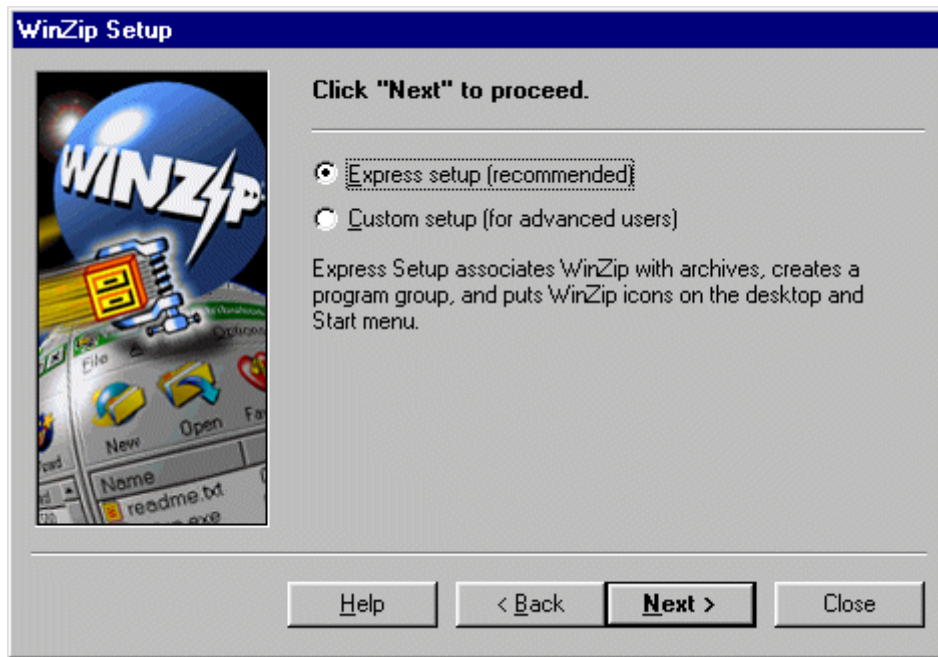 WinZip Setup
Click "Next" to proceed.
Express setup (recommended)
Custom setup (for advanced users)
Express Setup associates WinZip with archives, creates a
program group, and puts WinZip icons on the desktop and
Start menu.
WINZIP
File
Options
New
Open
Name
readme.txt
Help
< Back
Next >
Close